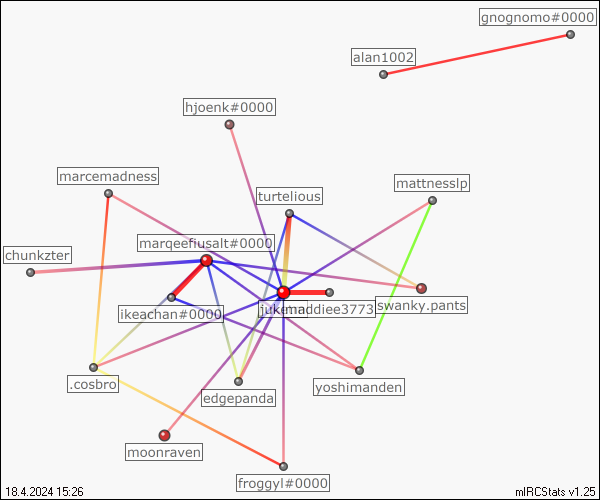 gnognomo#0000
alan1002
hjoenk#0000
marcemadness
mattnesslp
turtelious
marqeefiusalt#0000
chunkzter
swanky.pants
ikeachan#0000
maddiee3773
yoshimanden
.cosbro
edgepanda
moonraven
froggyl#0000
18.4.2024 15:26
mIRCStats v1.25